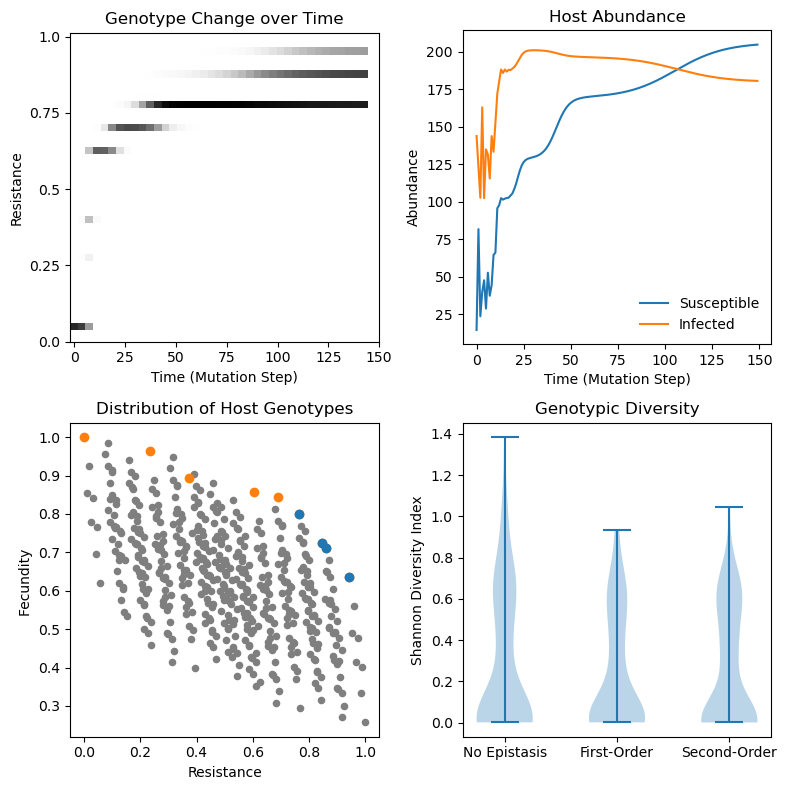 Genotype Change over Time
1.0
0.75
0.5
0.25
0.0
0 25 50 75 100 125 150
Resistance
Time (Mutation Step)
Host Abundance
200
175
150
125
100
75
50
25
0 25 50 75 100 125 150
Abundance
Susceptible
Infected
Time (Mutation Step)
Distribution of Host Genotypes
1.0
0.9
0.8
0.7
0.6
0.5
0.4
0.3
0.0 0.2 0.4 0.6 0.8 1.0
Fecundity
Resistance
Genotypic Diversity
1.4
1.2
1.0
0.8
0.6
0.4
0.2
0.0
Shannon Diversity Index
No Epistasis First-Order Second-Order